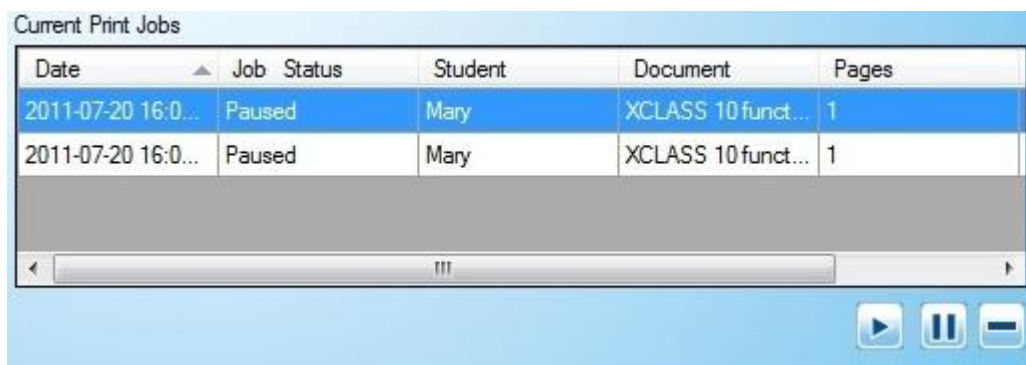 Current Print Jobs
Date Job Status Student Document Pages
2011-07-20 16:0... Paused Mary XCLASS 10 funct... 1
2011-07-20 16:0... Paused Mary XCLASS 10 funct... 1